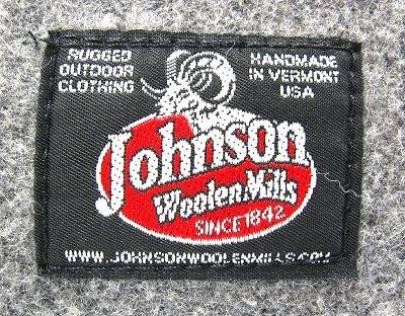 RUGGED
OUTDOOR
CLOTHING
HANDMADE
IN VERMONT
USA
Johnson
Woolen Mills
SINCE 1842
WWW.JOHNSONWOOLENMILLS.COM